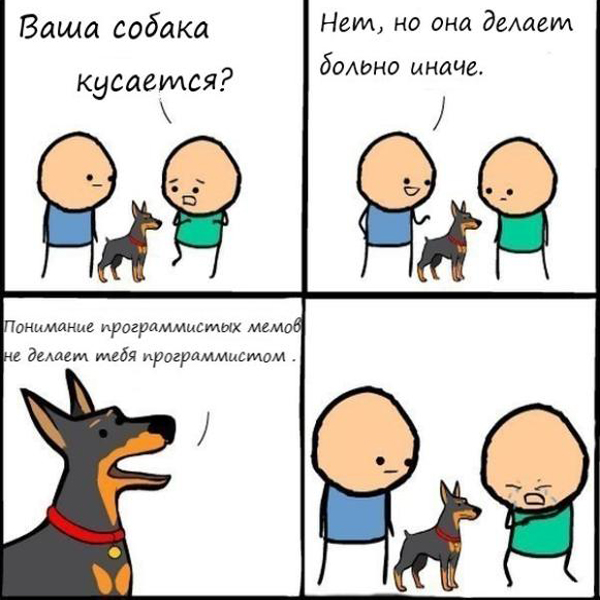 Ваша собака
кусается?
Нет, но она делает
больно иначе.
Понимание программистых мемов
не делает тебя программистом .